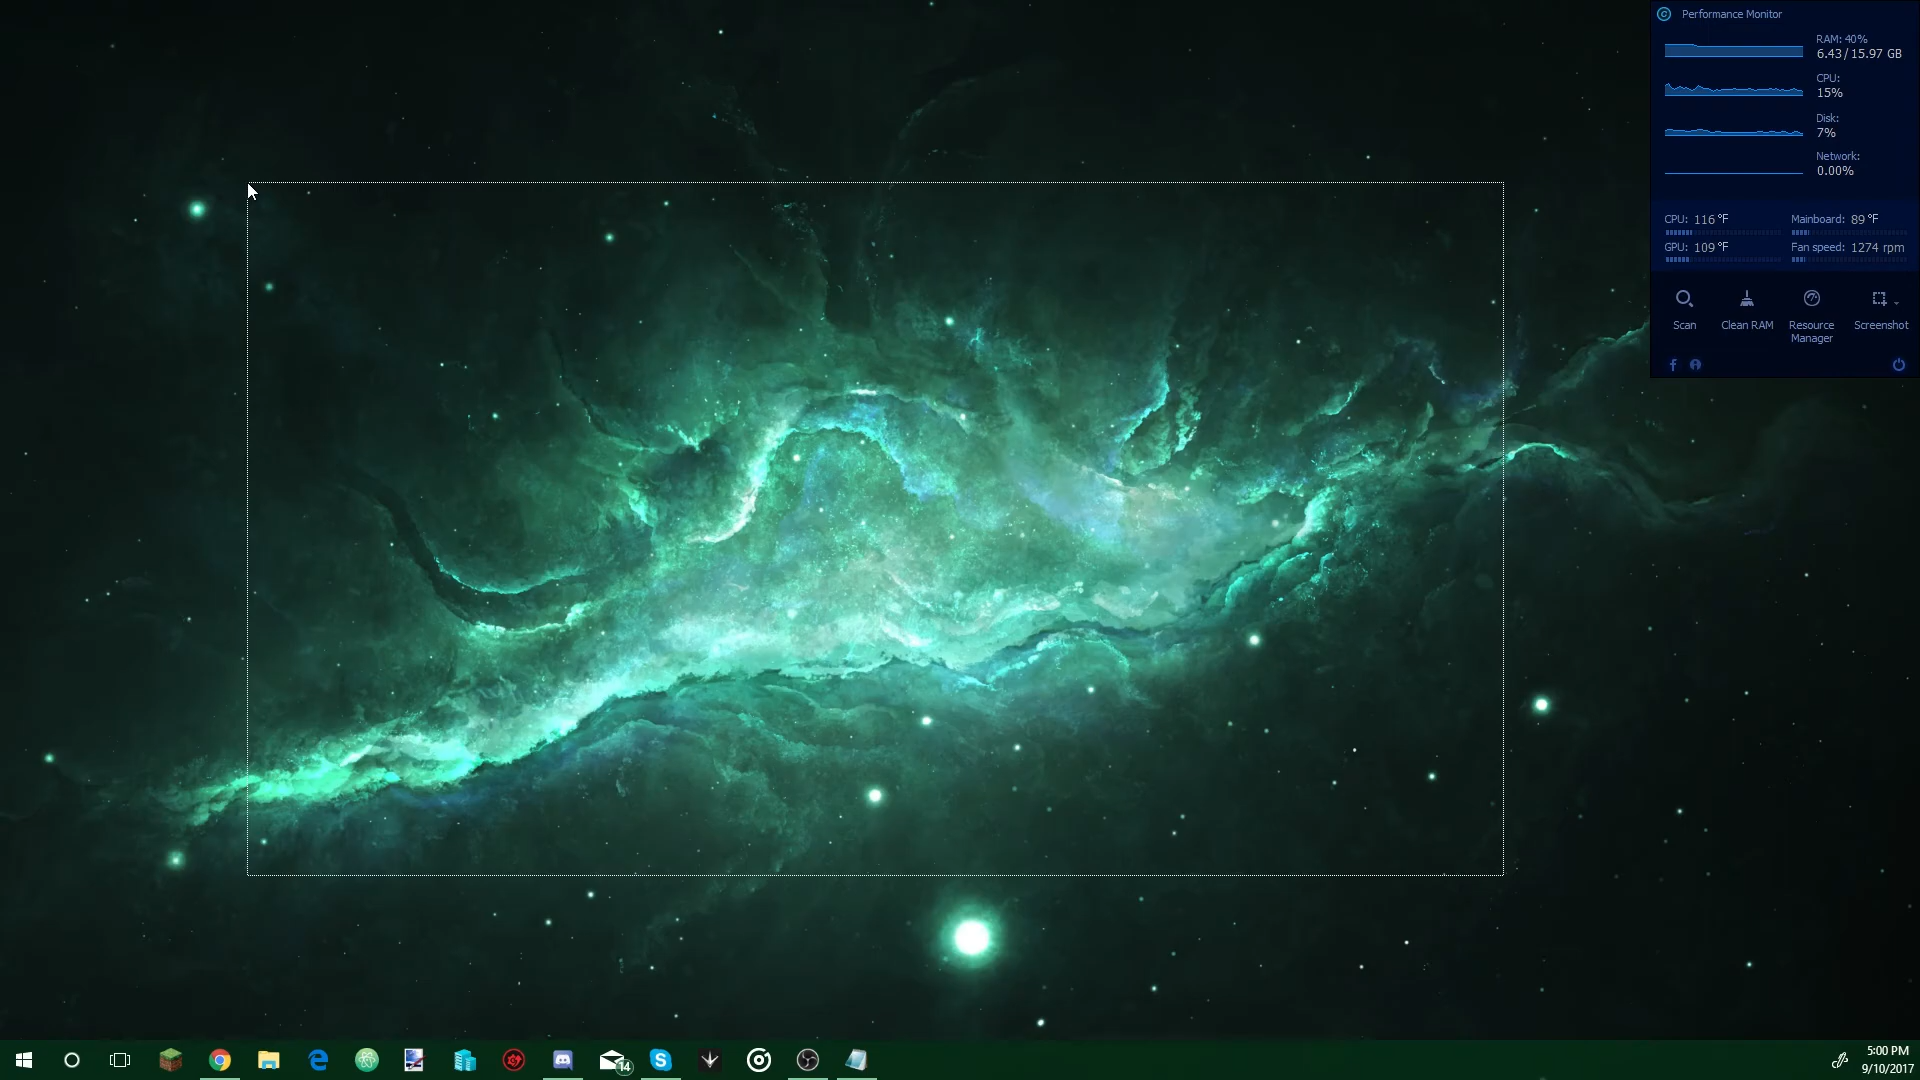 Performance Monitor
RAM: 40%
6.43/15.97 GB
CPU:
15%
Disk:
7%
Network:
0.00%
CPU: 116 °F
Mainboard: 89 °F
GPU: 109 °F
Fan speed: 1274 rpm
Scan
Clean RAM
Resource
Manager
Screenshot
14
5:00 PM
9/10/2017